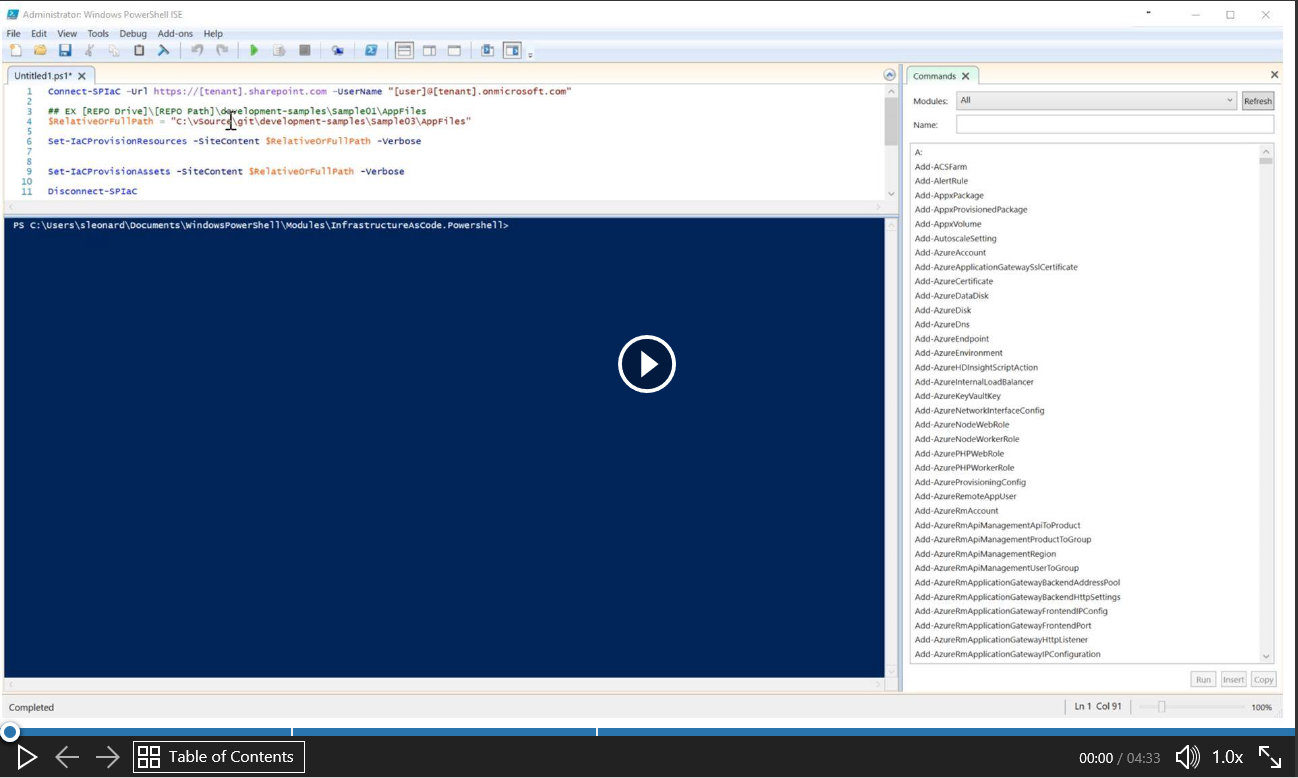 Administrator: Windows PowerShell ISE
File Edit View Tools Debug Add-ons Help
Untitled1.ps1* X
1 Connect-SPIaC -Url https://[tenant].sharepoint.com -UserName "[user]@[tenant].onmicrosoft.com"
2
3 ## EX [REPO Drive]\[REPO Path]\development-samples\Sample01\AppFiles
4 $RelativeOrFullPath = "C:\vSource\git\development-samples\Sample03\AppFiles"
5
6 Set-IaCProvisionResources -SiteContent $RelativeOrFullPath -Verbose
7
8
9 Set-IaCProvisionAssets -SiteContent $RelativeOrFullPath -Verbose
10
11 Disconnect-SPIaC
PS C:\Users\sleonard\Documents\WindowsPowerShell\Modules\InfrastructureAsCode.Powershell>
Commands X
Modules: All Refresh
Name:
A:
Add-ACSFarm
Add-AlertRule
Add-AppxPackage
Add-AppxProvisionedPackage
Add-AppxVolume
Add-AutoscaleSetting
Add-AzureAccount
Add-AzureApplicationGatewaySslCertificate
Add-AzureCertificate
Add-AzureDataDisk
Add-AzureDisk
Add-AzureDns
Add-AzureEndpoint
Add-AzureEnvironment
Add-AzureHDInsightScriptAction
Add-AzureInternalLoadBalancer
Add-AzureKeyVaultKey
Add-AzureNetworkInterfaceConfig
Add-AzureNodeWebRole
Add-AzureNodeWorkerRole
Add-AzurePHPWebRole
Add-AzurePHPWorkerRole
Add-AzureProvisioningConfig
Add-AzureRemoteAppUser
Add-AzureRmAccount
Add-AzureRmApiManagementApiToProduct
Add-AzureRmApiManagementProductToGroup
Add-AzureRmApiManagementRegion
Add-AzureRmApiManagementUserToGroup
Add-AzureRmApplicationGatewayBackendAddressPool
Add-AzureRmApplicationGatewayBackendHttpSettings
Add-AzureRmApplicationGatewayFrontendIPConfig
Add-AzureRmApplicationGatewayFrontendPort
Add-AzureRmApplicationGatewayHttpListener
Add-AzureRmApplicationGatewayIPConfiguration
Run Insert Copy
Completed
Ln 1 Col 91
100%
Table of Contents
00:00 / 04:33
1.0x